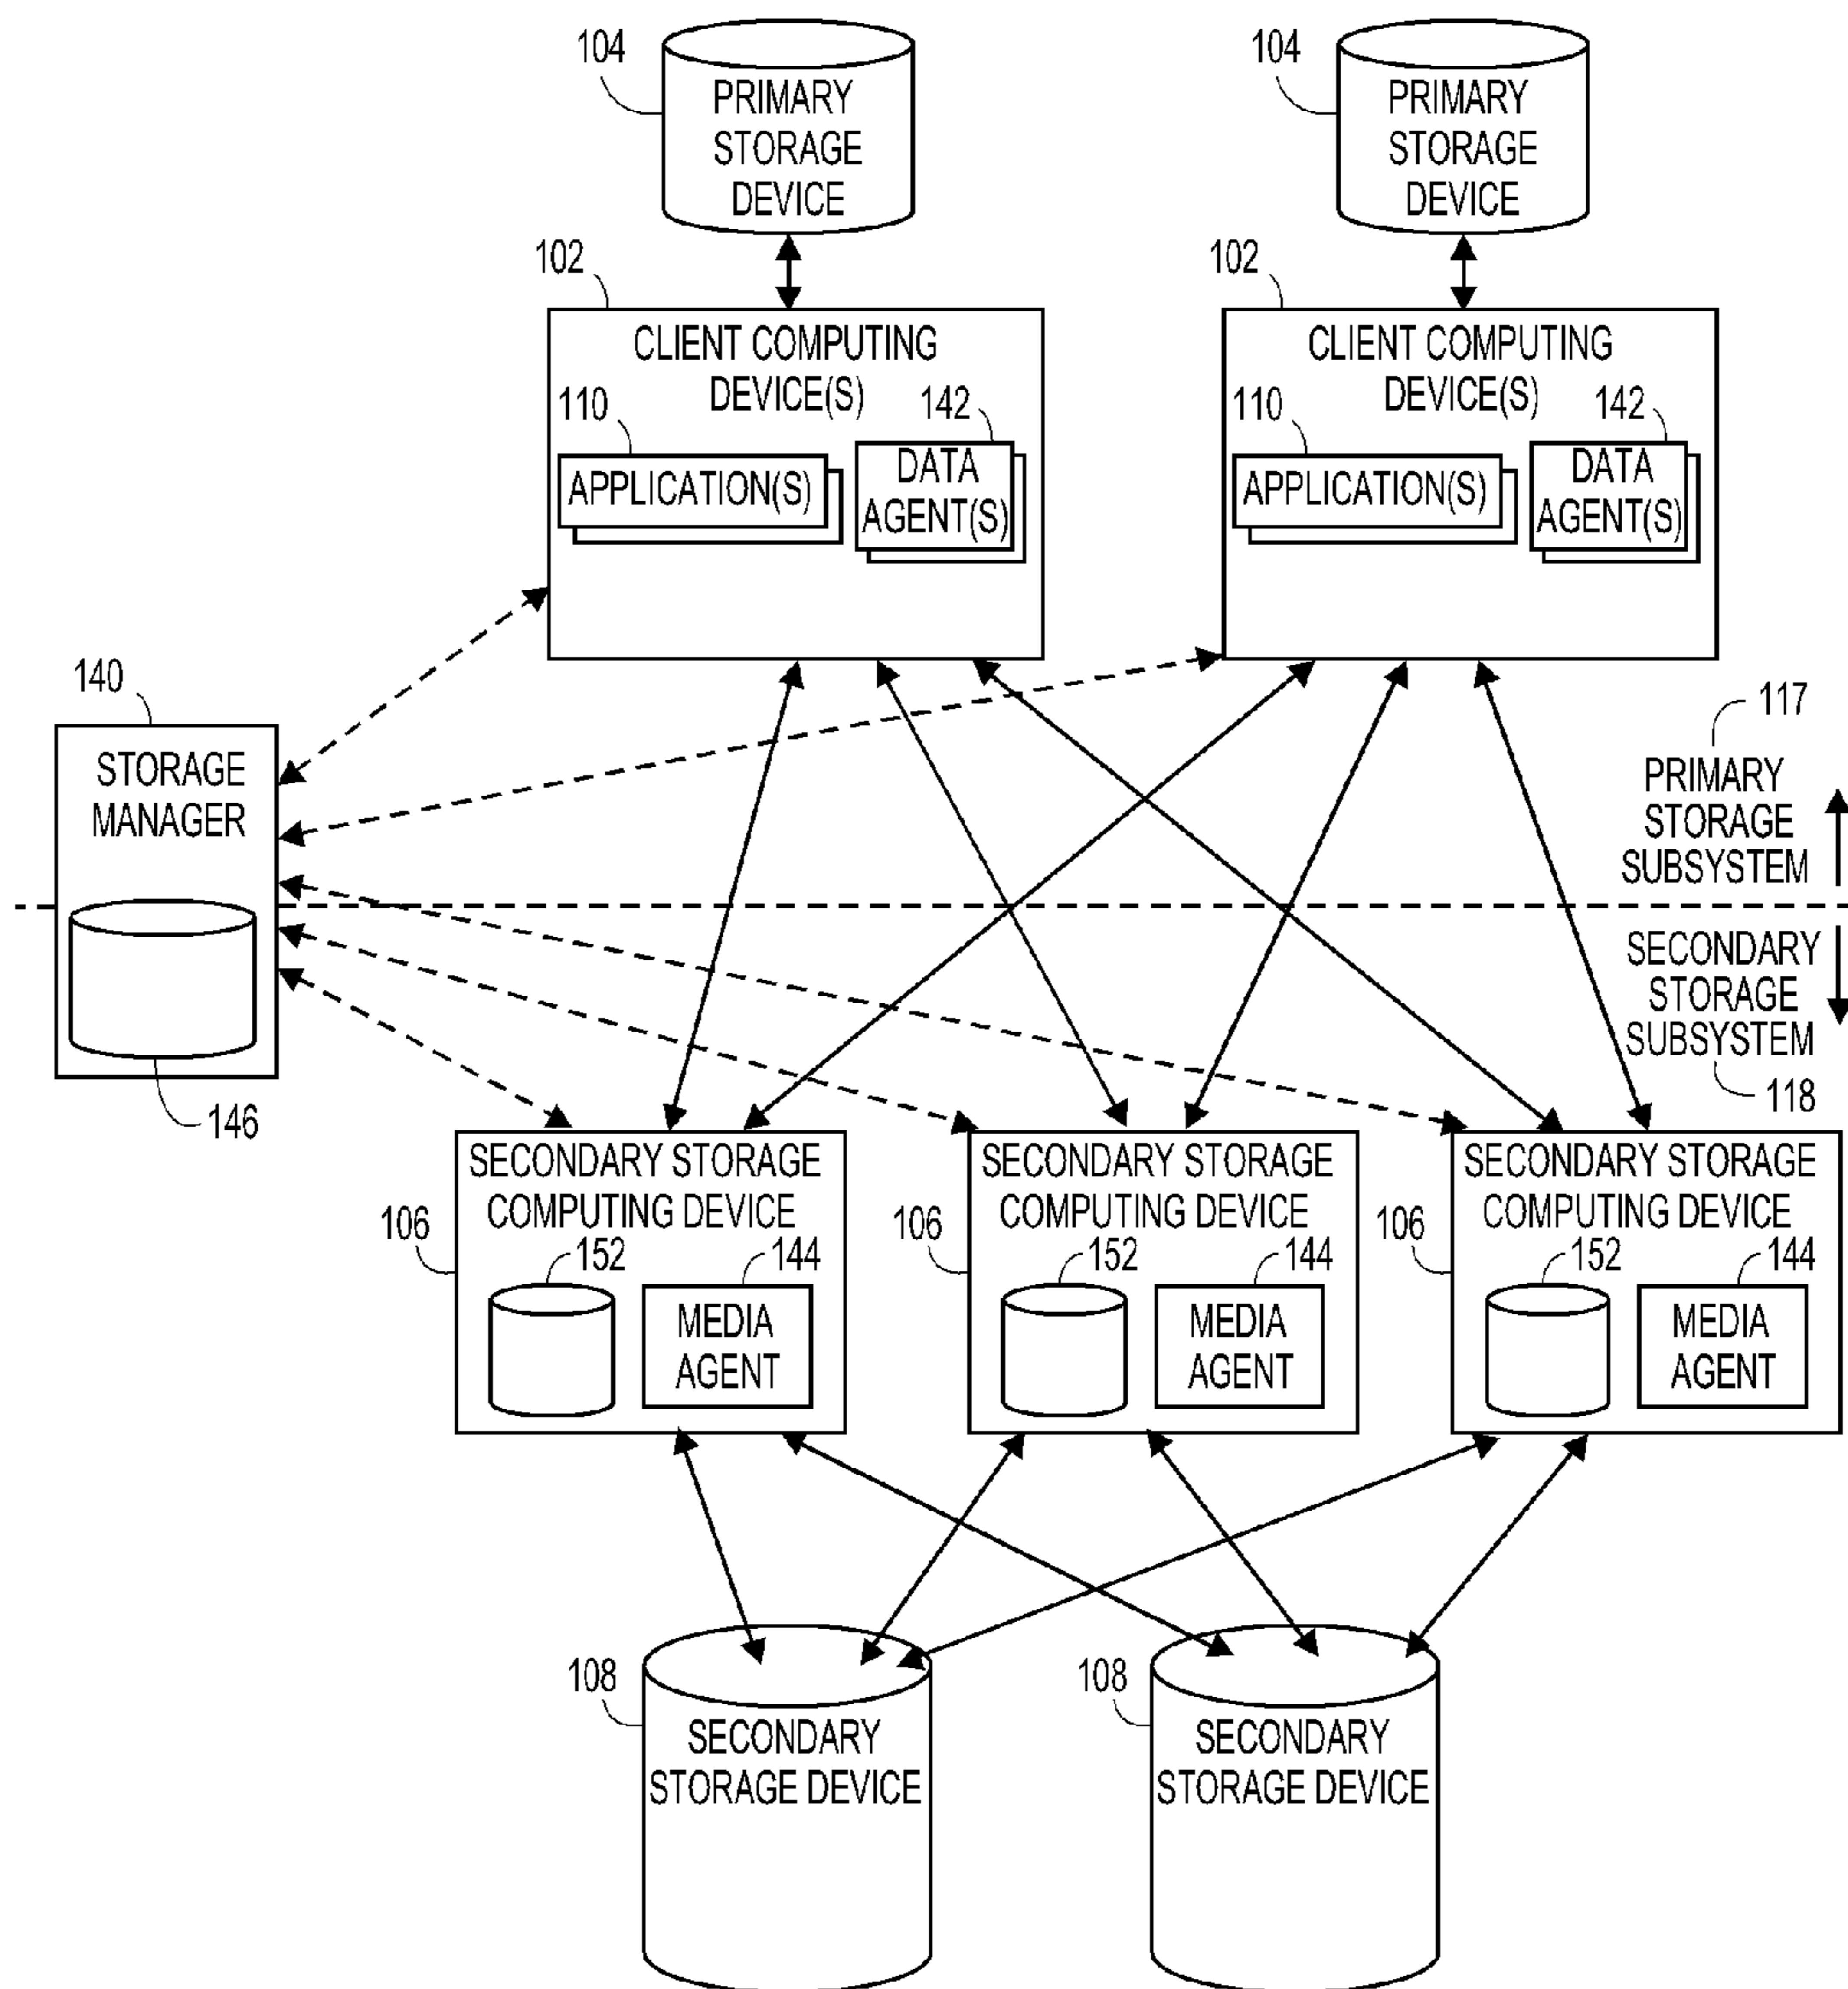 104
PRIMARY
STORAGE
DEVICE
104
PRIMARY
STORAGE
DEVICE
102
CLIENT COMPUTING
DEVICE(S)
110
APPLICATION(S)
142
DATA
AGENT(S)
102
CLIENT COMPUTING
DEVICE(S)
110
APPLICATION(S)
142
DATA
AGENT(S)
140
STORAGE
MANAGER
146
117
PRIMARY
STORAGE
SUBSYSTEM
SECONDARY
STORAGE
SUBSYSTEM
118
106
SECONDARY STORAGE
COMPUTING DEVICE
152
144
MEDIA
AGENT
106
SECONDARY STORAGE
COMPUTING DEVICE
152
144
MEDIA
AGENT
106
SECONDARY STORAGE
COMPUTING DEVICE
152
144
MEDIA
AGENT
108
SECONDARY
STORAGE DEVICE
108
SECONDARY
STORAGE DEVICE